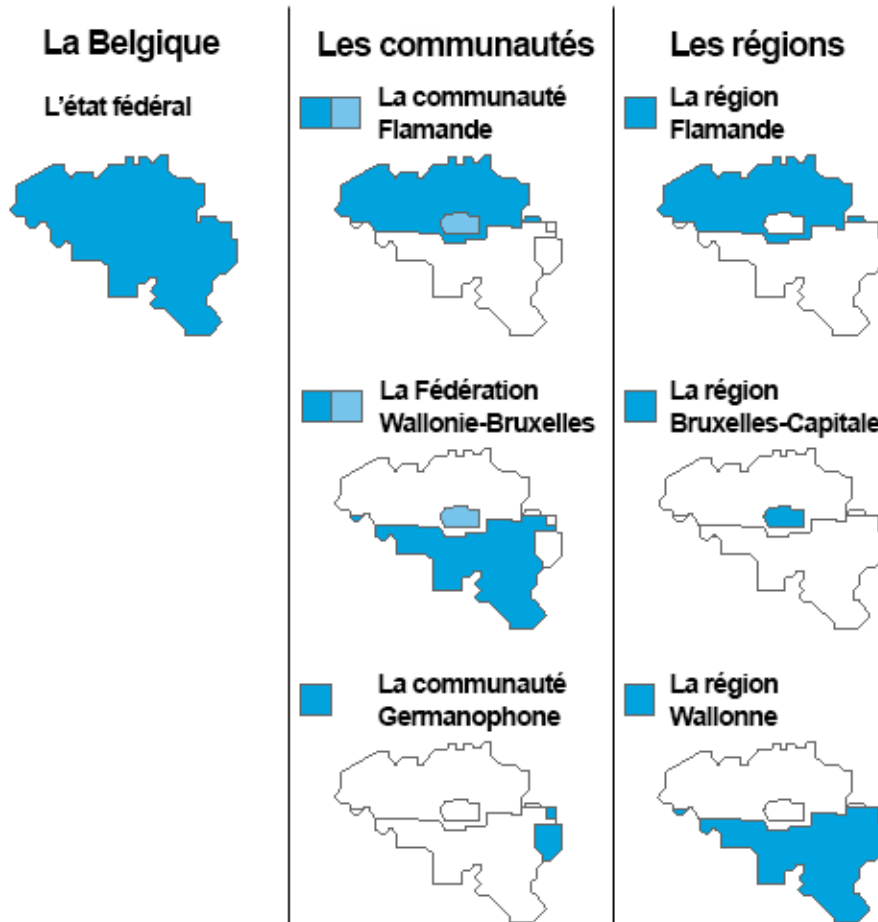 La Belgique
L'état fédéral
Les communautés
La communauté
Flamande
La Fédération
Wallonie-Bruxelles
La communauté
Germanophone
Les régions
La région
Flamande
La région
Bruxelles-Capitale
La région
Wallonne